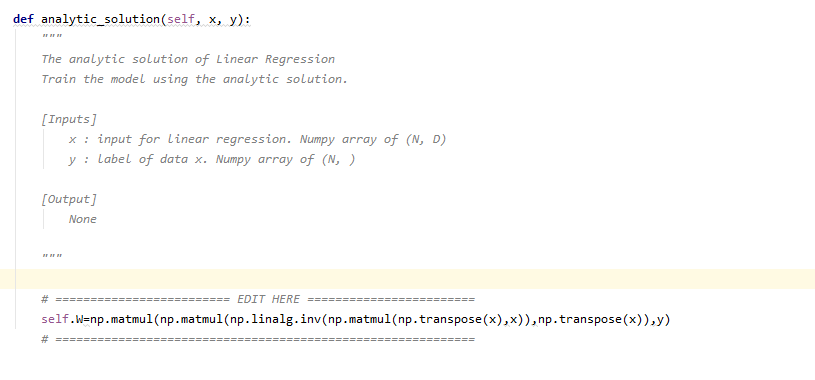 def analytic_solution(self, x, y):
"""
The analytic solution of Linear Regression
Train the model using the analytic solution.
[Inputs]
x : input for linear regression. Numpy array of (N, D)
y : label of data x. Numpy array of (N, )
[Output]
None
"""
# ========================= EDIT HERE ========================
self.W=np.matmul(np.matmul(np.linalg.inv(np.matmul(np.transpose(x),x)),np.transpose(x)),y)
# ============================================================